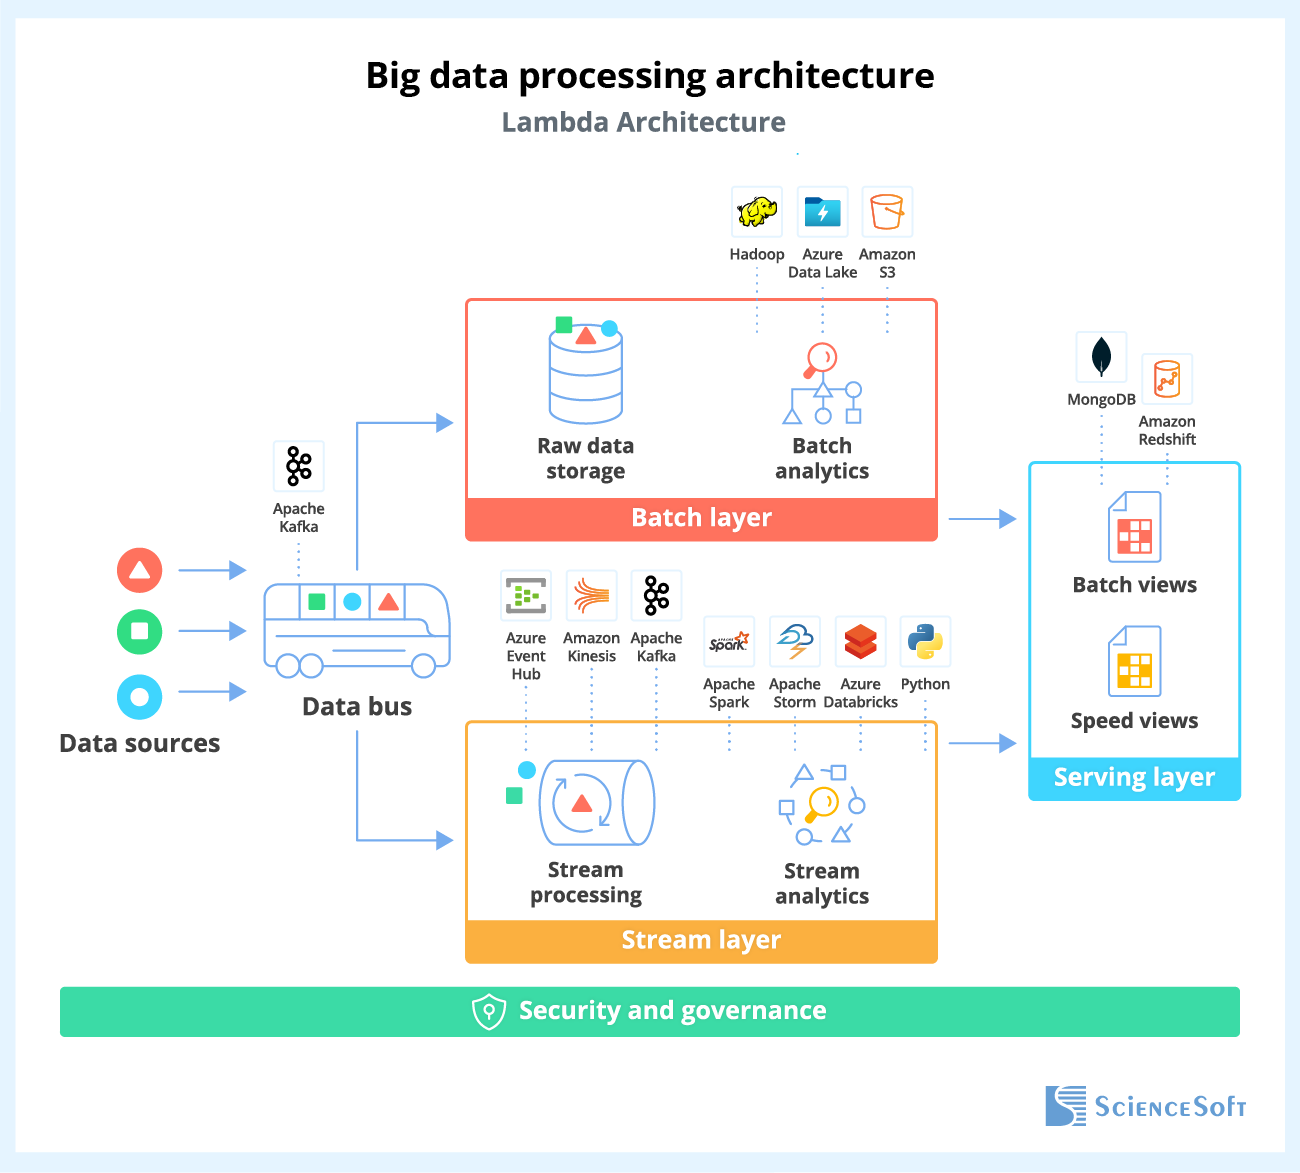 Big data processing architecture
Lambda Architecture
Hadoop
Azure
Data Lake
Amazon
S3
Raw data
storage
Batch
analytics
Batch layer
Apache
Kafka
Data sources
Data bus
Azure
Event
Hub
Amazon
Kinesis
Apache
Kafka
APACHE
Spark
Apache
Spark
Apache
Storm
Azure
Databricks
Python
Stream
processing
Stream
analytics
Stream layer
MongoDB
Amazon
Redshift
Batch views
Speed views
Serving layer
Security and governance
ScienceSoft